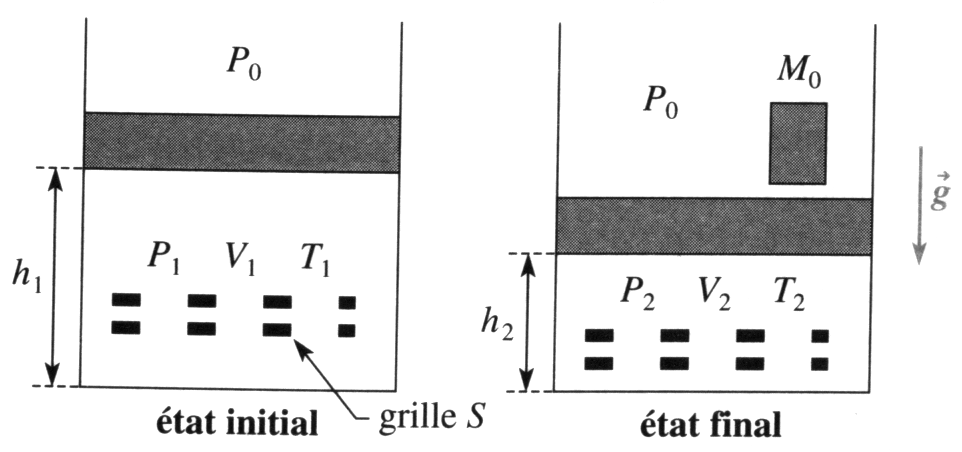 P₀
P₁ V₁ T₁
h₁
grille S
état initial
M₀
P₀
g⃗
P₂ V₂ T₂
h₂
état final